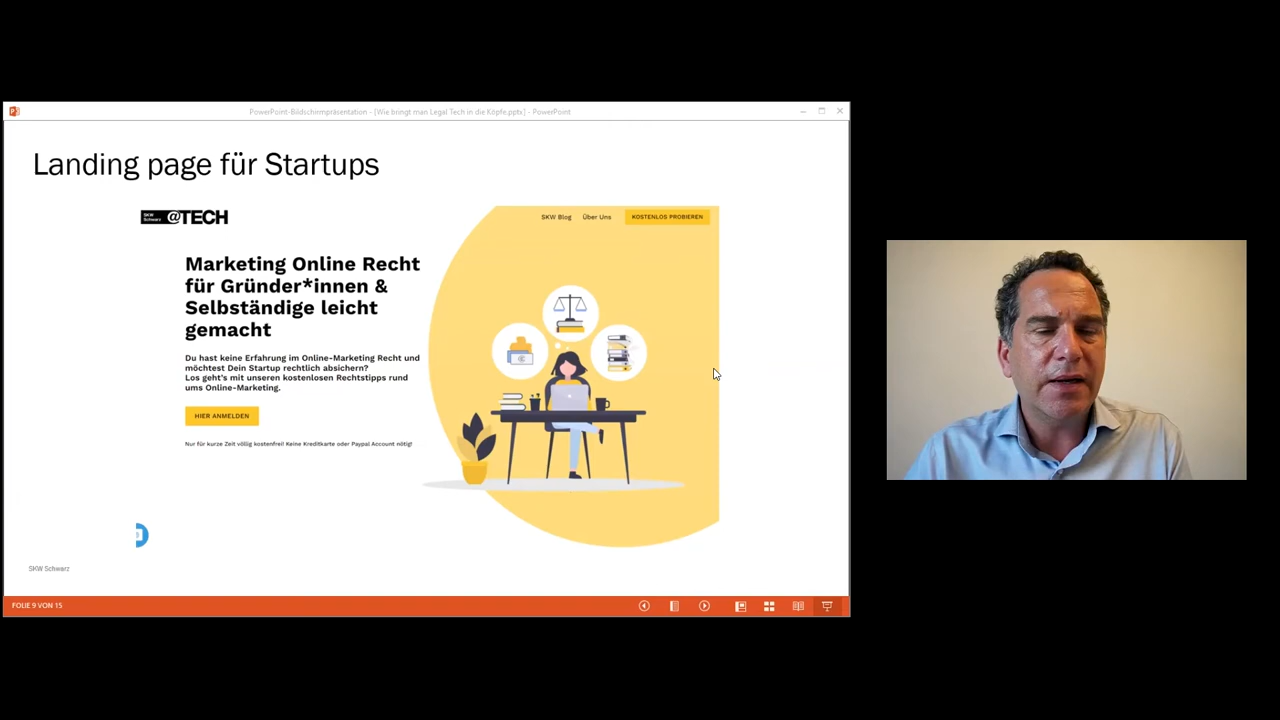 PowerPoint-Bildschirmpräsentation - [Wie bringt man Legal Tech in die Köpfe.pptx] - PowerPoint
Landing page für Startups
SKW
Schwarz
@TECH
SKW Blog
Über Uns
KOSTENLOS PROBIEREN
Marketing Online Recht
für Gründer*innen &
Selbständige leicht
gemacht
Du hast keine Erfahrung im Online-Marketing Recht und
möchtest Dein Startup rechtlich absichern?
Los geht's mit unseren kostenlosen Rechtstipps rund
ums Online-Marketing.
HIER ANMELDEN
Nur für kurze Zeit völlig kostenfrei! Keine Kreditkarte oder Paypal Account nötig!
SKW Schwarz
FOLIE 9 VON 15